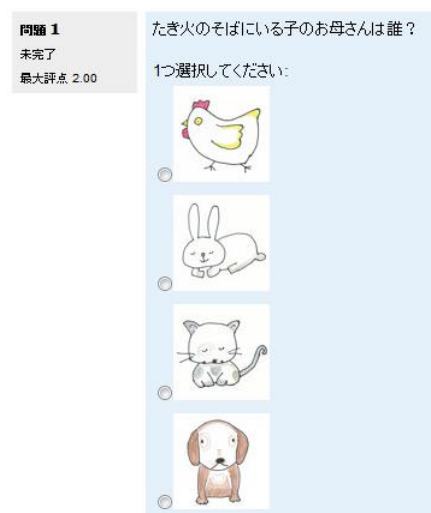 問題 1
未完了
最大評点 2.00
たき火のそばにいる子のお母さんは誰？
1つ選択してください: